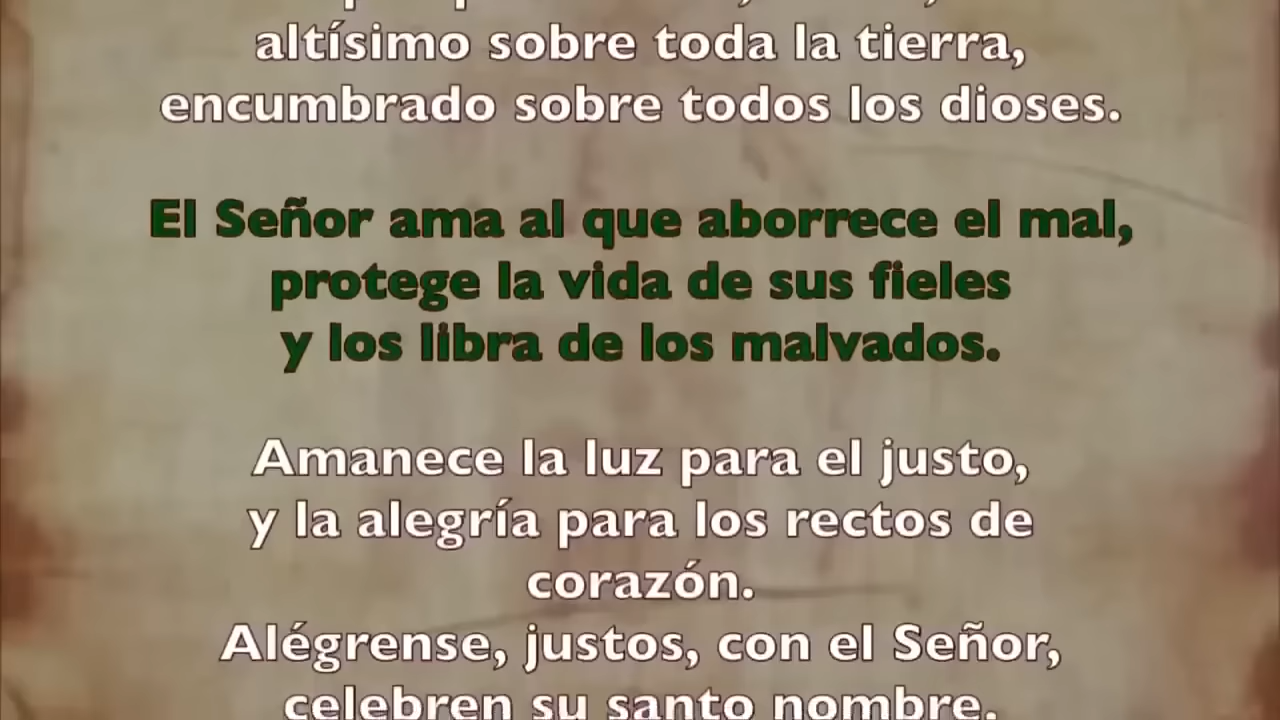 altísimo sobre toda la tierra,
encumbrado sobre todos los dioses.
El Señor ama al que aborrece el mal,
protege la vida de sus fieles
y los libra de los malvados.
Amanece la luz para el justo,
y la alegría para los rectos de
corazón.
Alégrense, justos, con el Señor,
celebren su santo nombre.